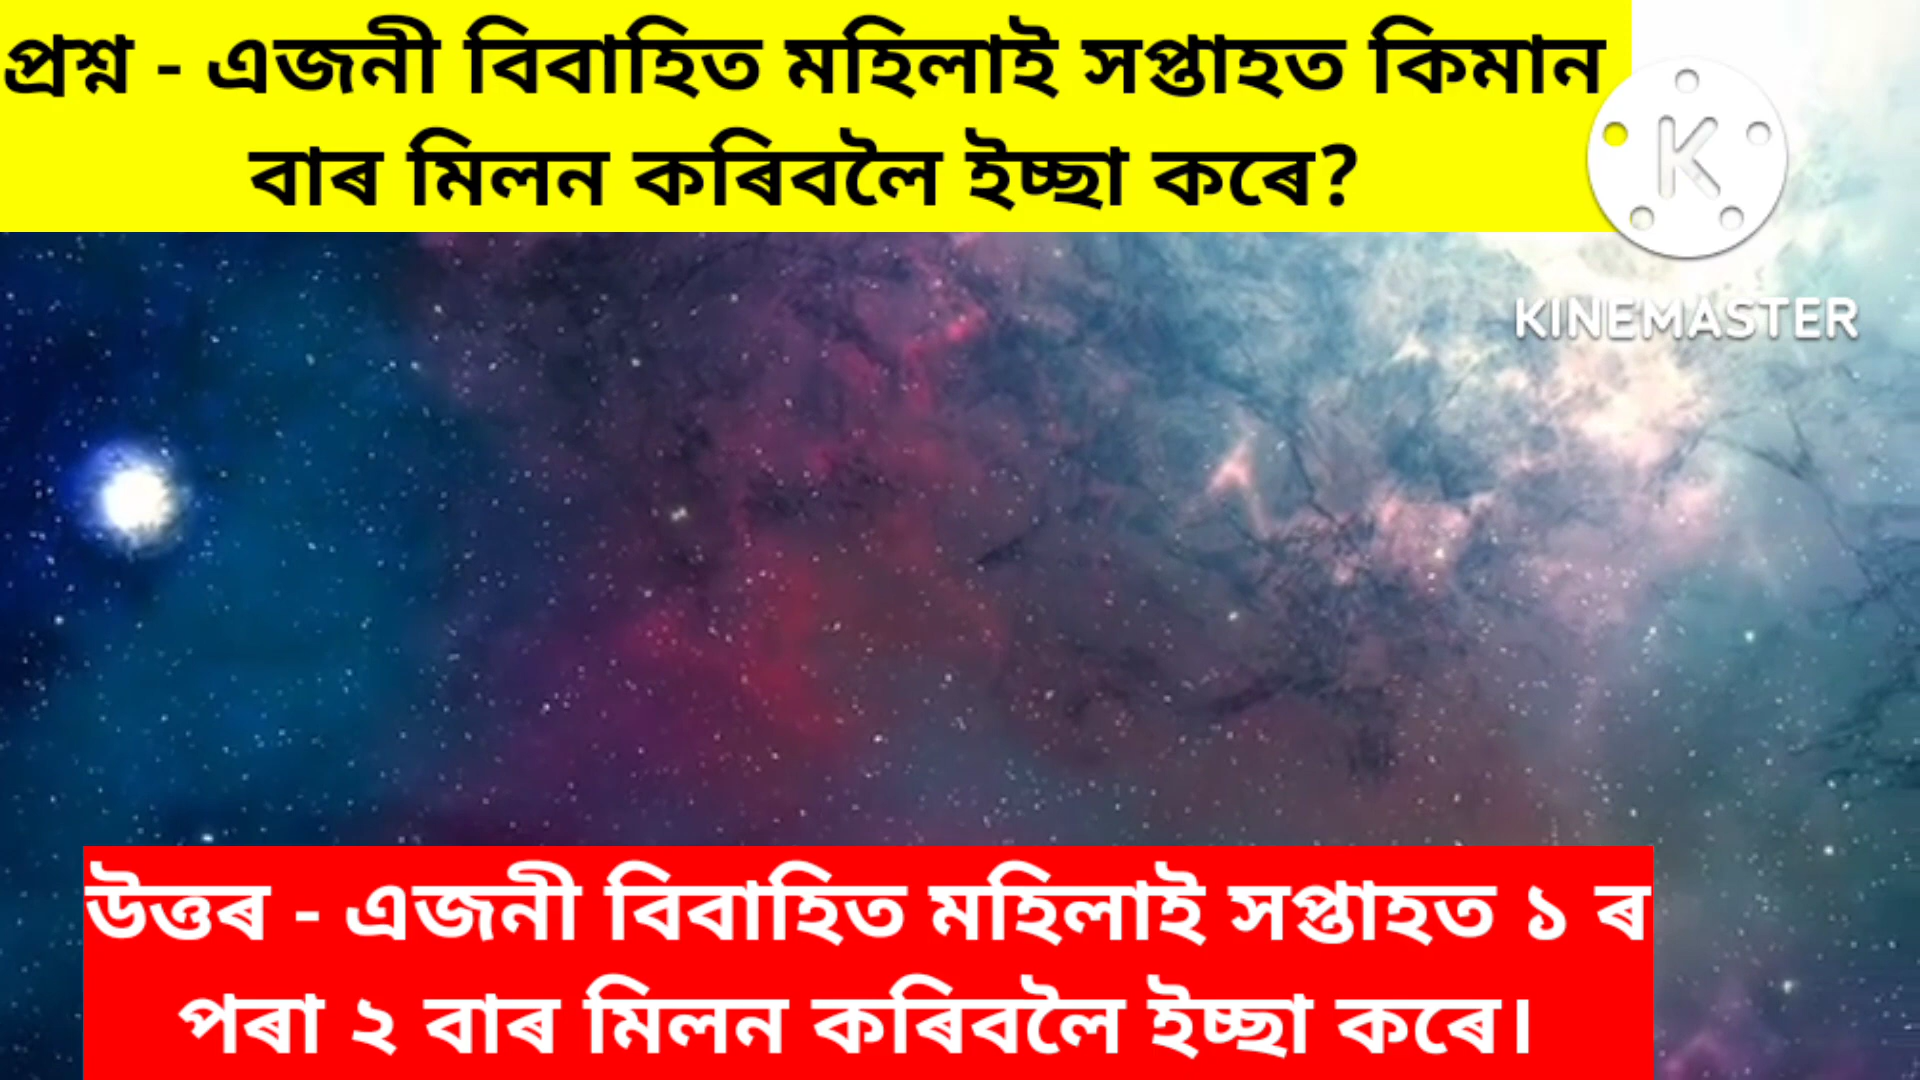 প্ৰশ্ন - এজনী বিবাহিত মহিলাই সপ্তাহত কিমান
বাৰ মিলন কৰিবলৈ ইচ্ছা কৰে?
K
KINEMASTER
উত্তৰ - এজনী বিবাহিত মহিলাই সপ্তাহত ১ ৰ
পৰা ২ বাৰ মিলন কৰিবলৈ ইচ্ছা কৰে।